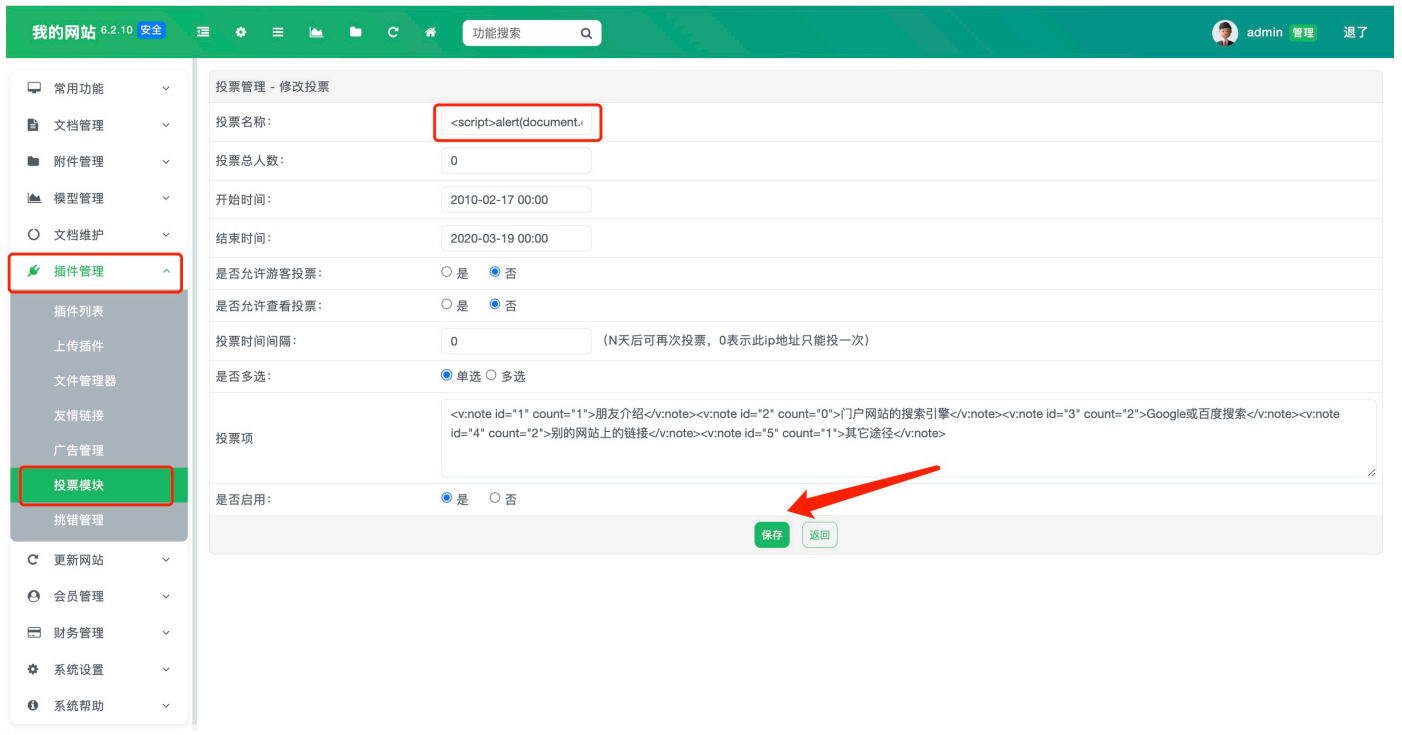 我的网站 6.2.10 安全 功能搜索 admin 管理 退了
常用功能
文档管理
附件管理
模型管理
文档维护
插件管理
插件列表
上传插件
文件管理器
友情链接
广告管理
投票模块
挑错管理
更新网站
会员管理
财务管理
系统设置
系统帮助
投票管理 - 修改投票
投票名称： <script>alert(document.
投票总人数： 0
开始时间： 2010-02-17 00:00
结束时间： 2020-03-19 00:00
是否允许游客投票： 是 否
是否允许查看投票： 是 否
投票时间间隔： 0 （N天后可再次投票，0表示此ip地址只能投一次）
是否多选： 单选 多选
投票项
<v:note id="1" count="1">朋友介绍</v:note><v:note id="2" count="0">门户网站的搜索引擎</v:note><v:note id="3" count="2">Google或百度搜索</v:note><v:note
id="4" count="2">别的网站上的链接</v:note><v:note id="5" count="1">其它途径</v:note>
是否启用： 是 否
保存 返回